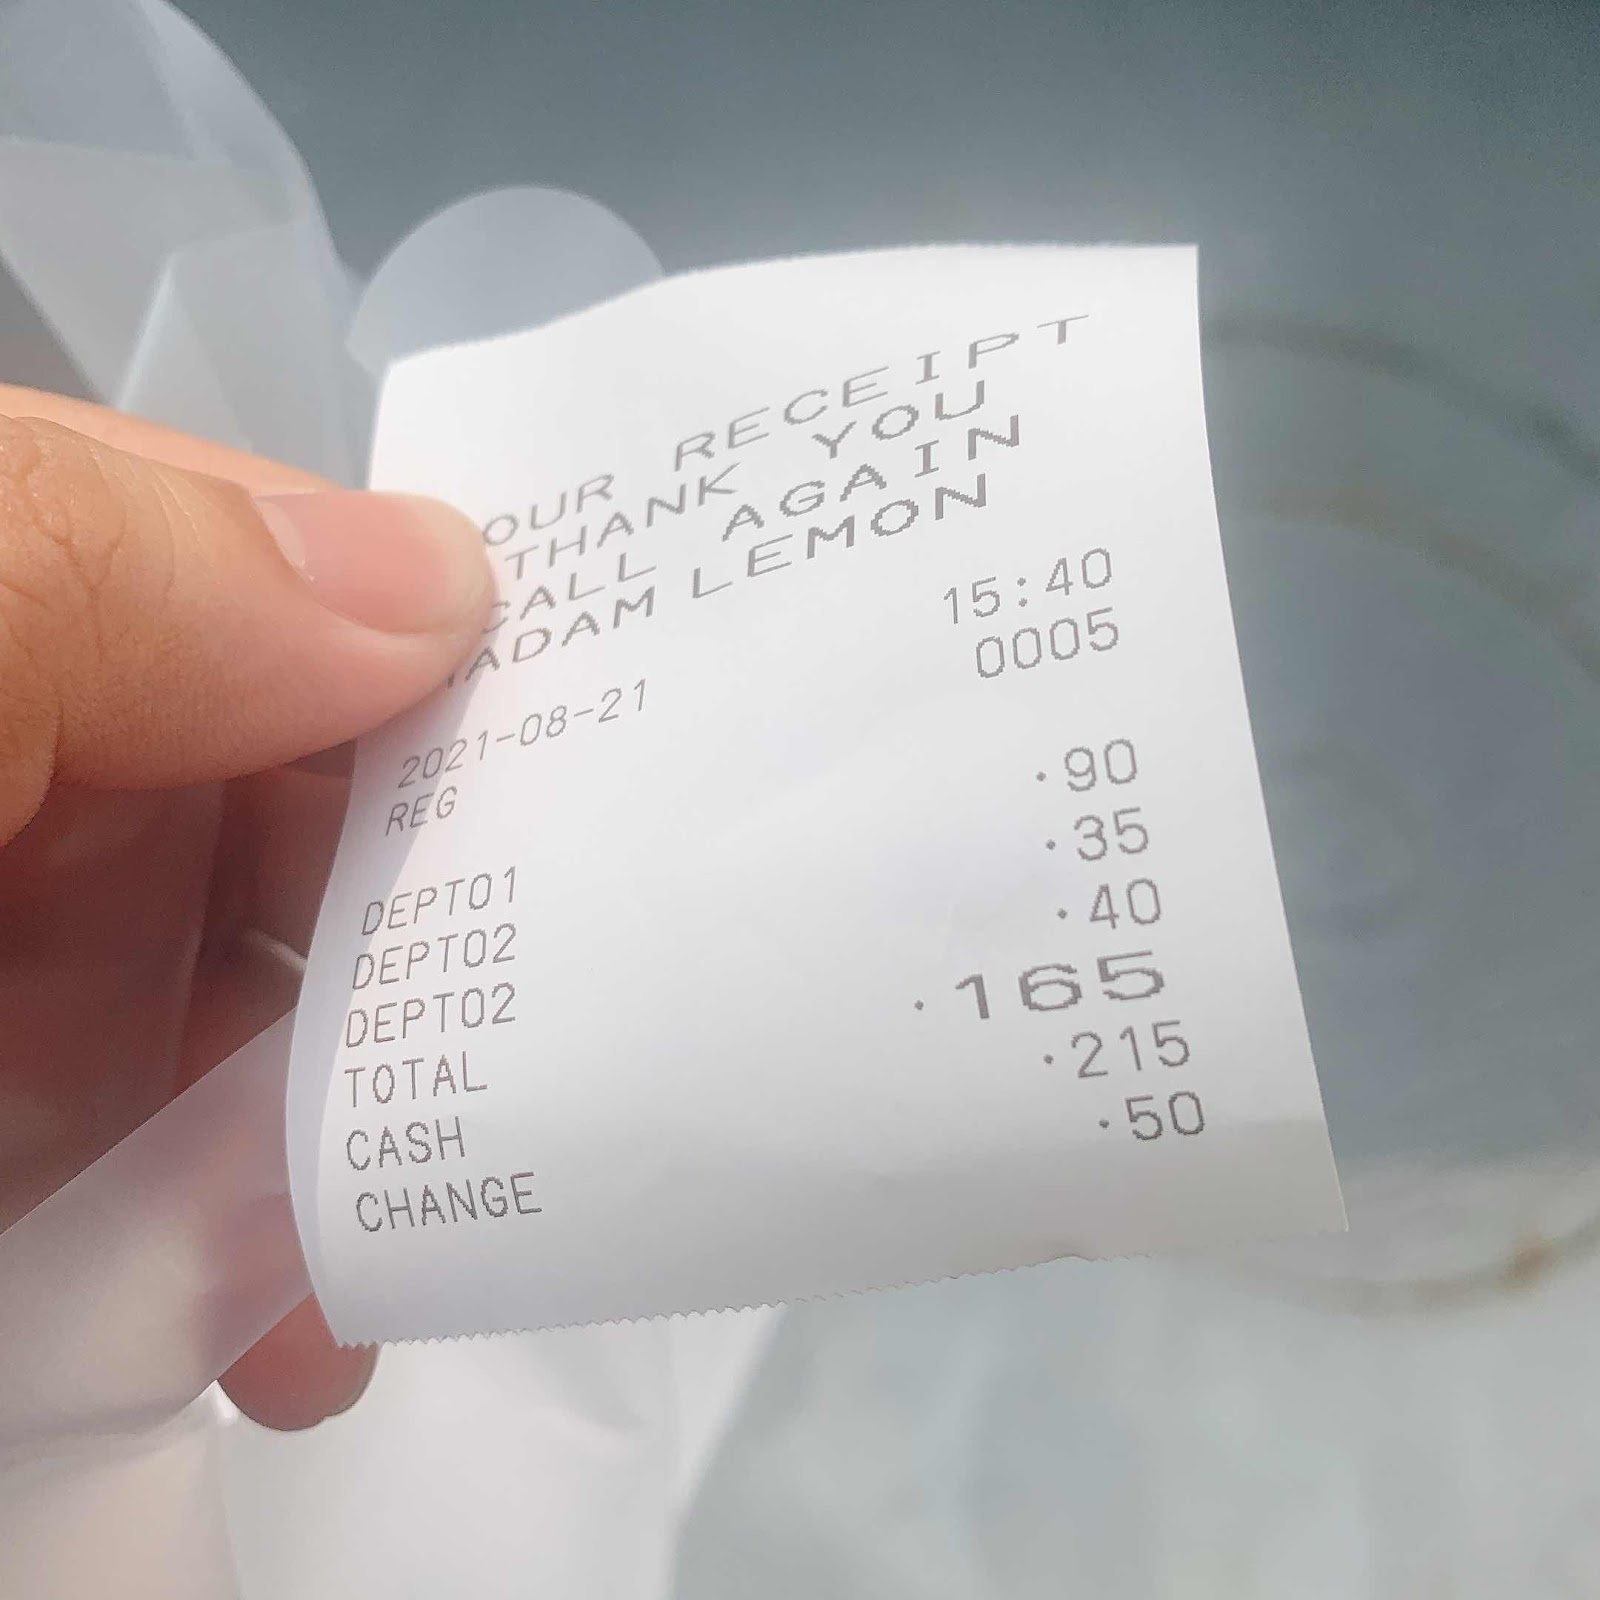 OUR RECEIPT
THANK YOU
CALL AGAIN
MADAM LEMON
2021-08-21 15:40
REG 0005
DEPT01 ·90
DEPT02 ·35
DEPT02 ·40
TOTAL ·165
CASH ·215
CHANGE ·50